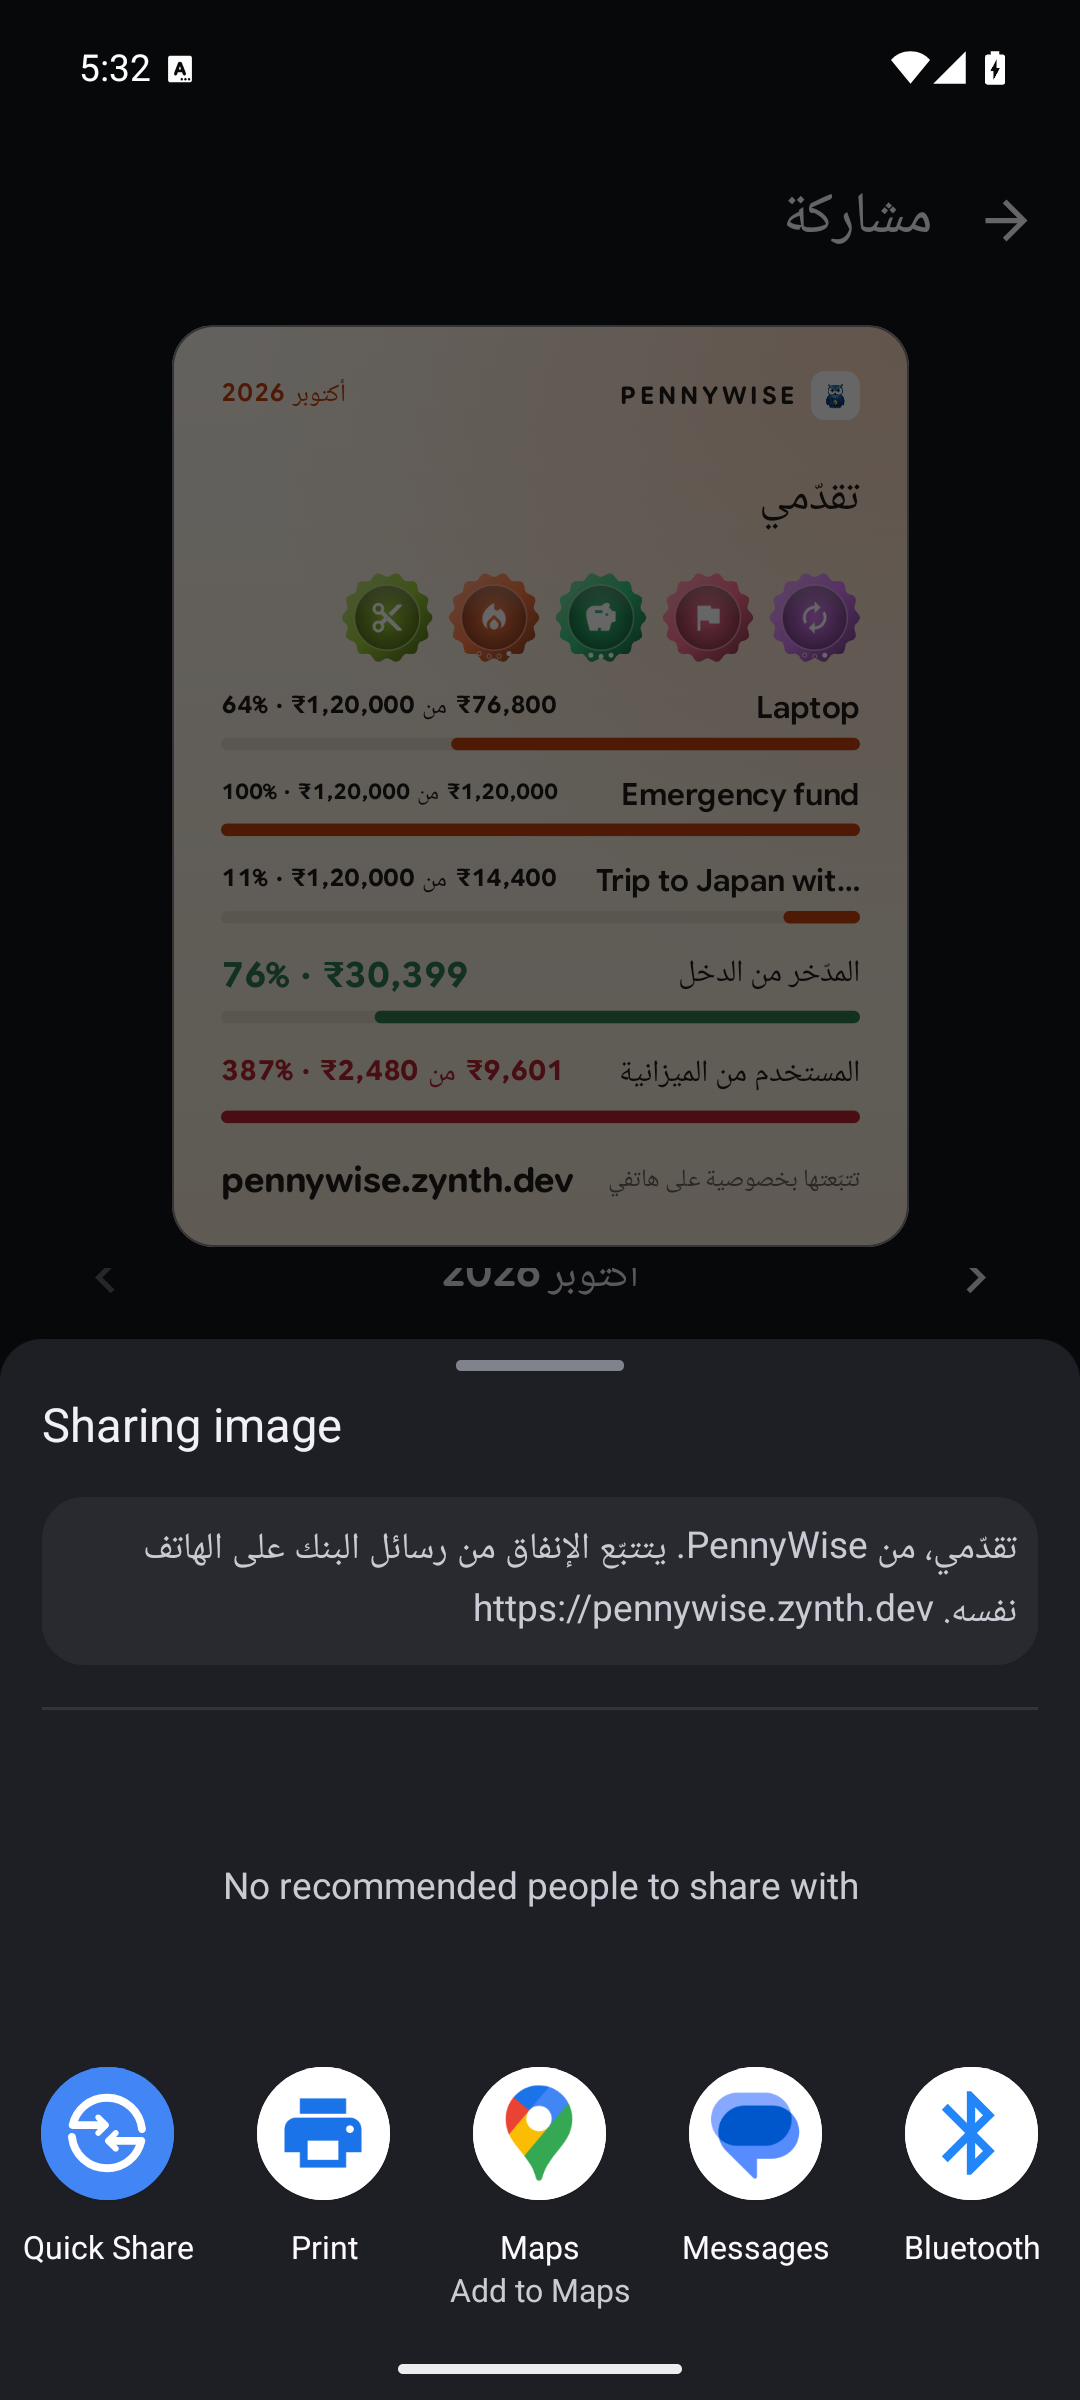 5:32
مشاركة
PENNYWISE
أكتوبر 2026
تقدّمي
Laptop
₹76,800 من ₹1,20,000 · 64%
Emergency fund
₹1,20,000 من ₹1,20,000 · 100%
Trip to Japan wit...
₹14,400 من ₹1,20,000 · 11%
المدّخر من الدخل
₹30,399 · 76%
المستخدم من الميزانية
₹9,601 من ₹2,480 · 387%
تتبّعتها بخصوصية على هاتفي
pennywise.zynth.dev
أكتوبر 2026
Sharing image
تقدّمي، من PennyWise. يتتبّع الإنفاق من رسائل البنك على الهاتف
نفسه. https://pennywise.zynth.dev
No recommended people to share with
Quick Share
Print
Maps
Add to Maps
Messages
Bluetooth